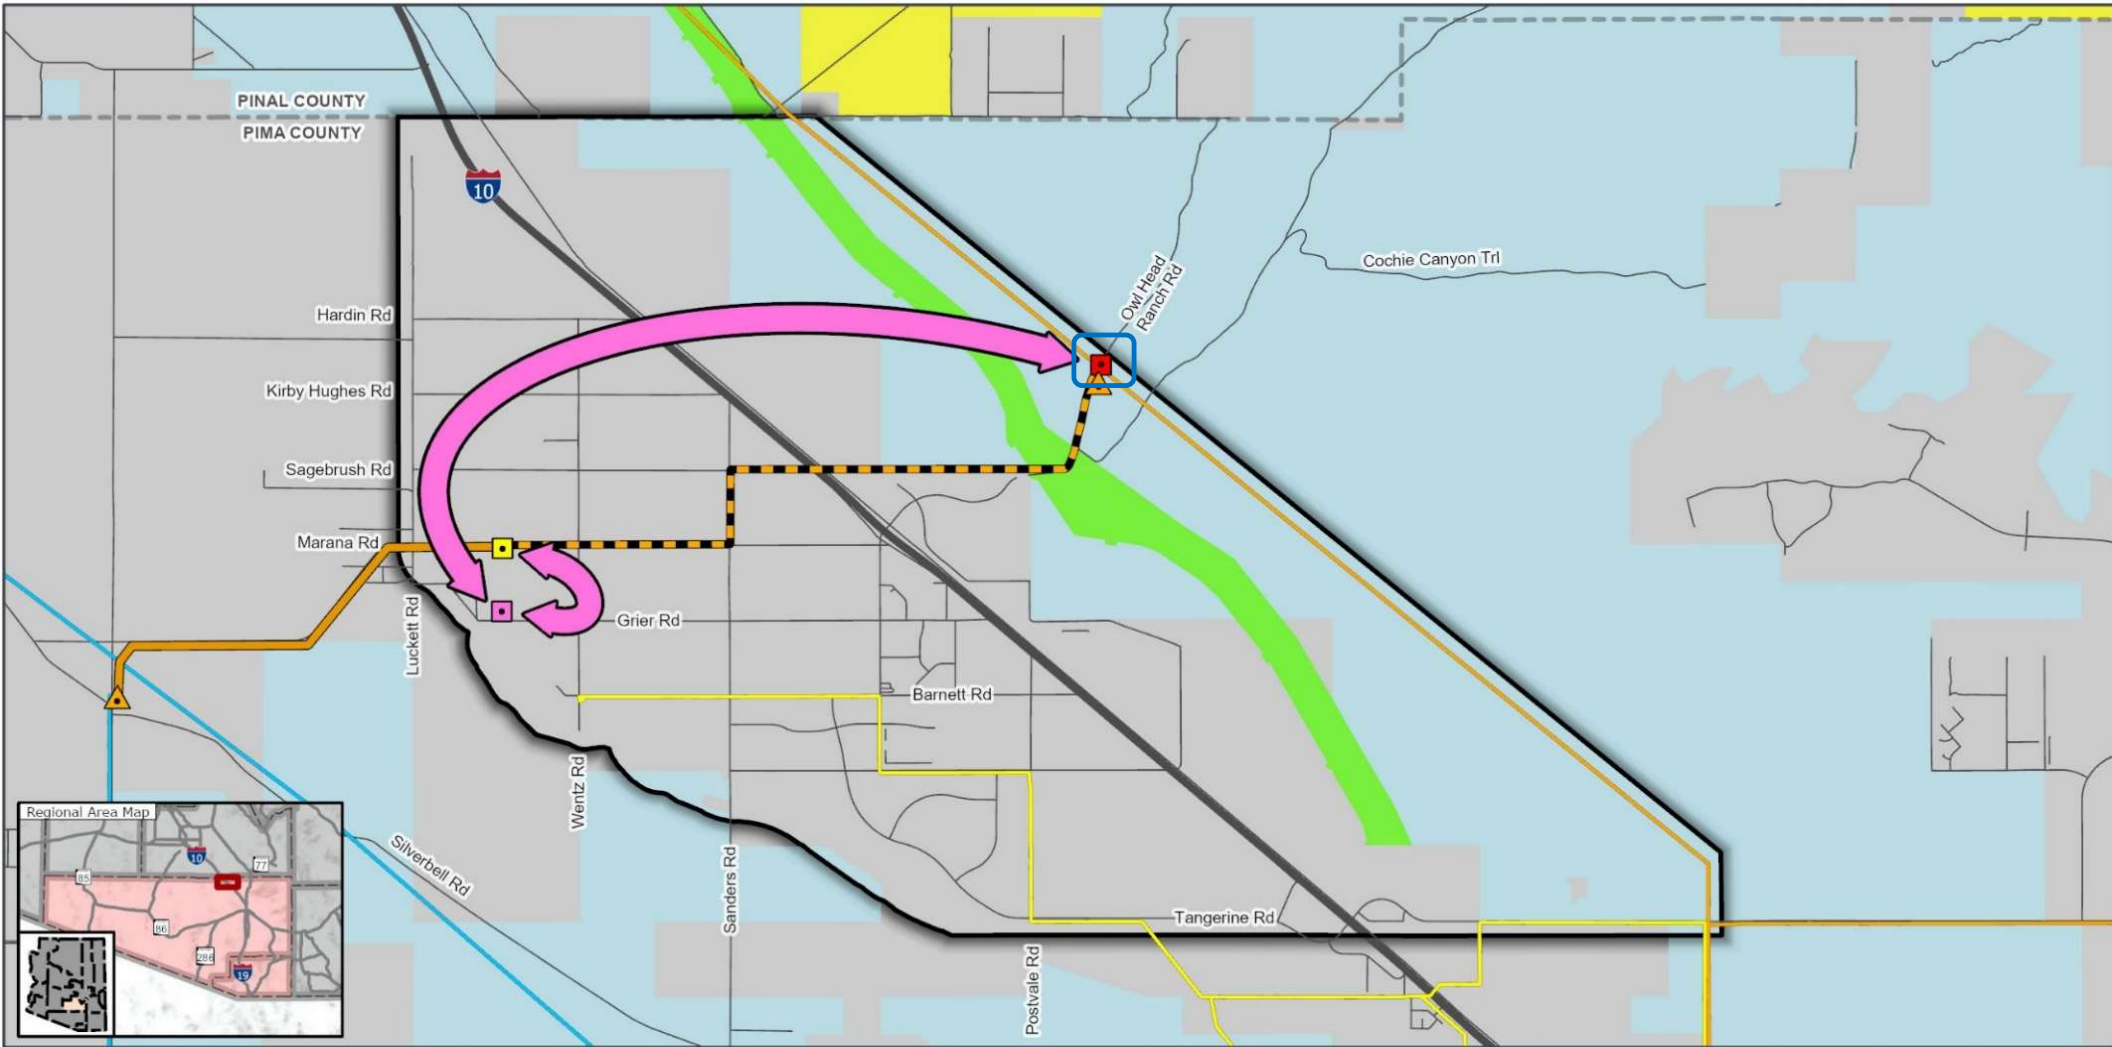 PINAL COUNTY
PIMA COUNTY
10
Cochie Canyon Trl
Owl Head
Ranch Rd
Hardin Rd
Kirby Hughes Rd
Sagebrush Rd
Marana Rd
Luckett Rd
Grier Rd
Barnett Rd
Wentz Rd
Sanders Rd
Silverbell Rd
Tangerine Rd
Postvale Rd
Regional Area Map
10
77
85
86
286
19